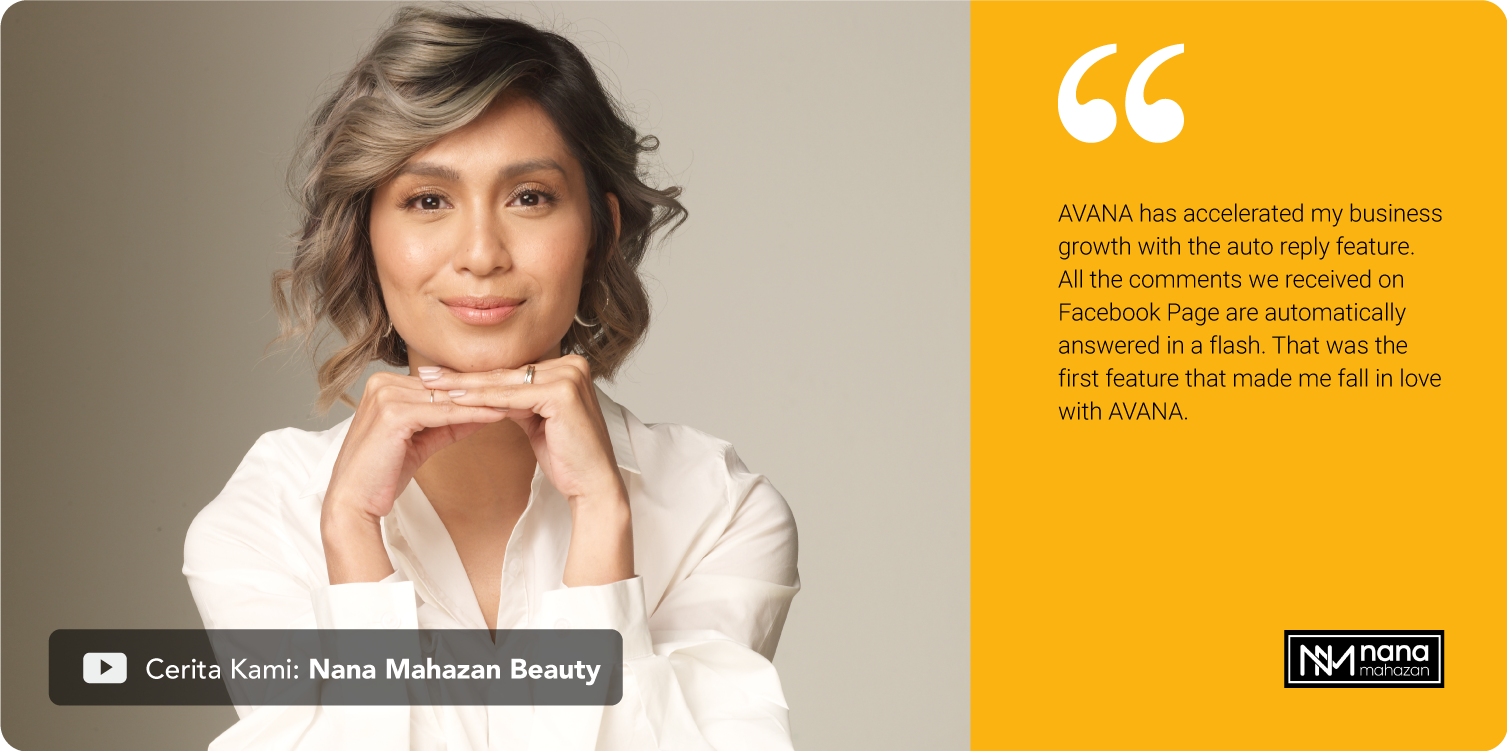 AVANA has accelerated my business
growth with the auto reply feature.
All the comments we received on
Facebook Page are automatically
answered in a flash. That was the
first feature that made me fall in love
with AVANA.
Cerita Kami: Nana Mahazan Beauty
NM nana
mahazan